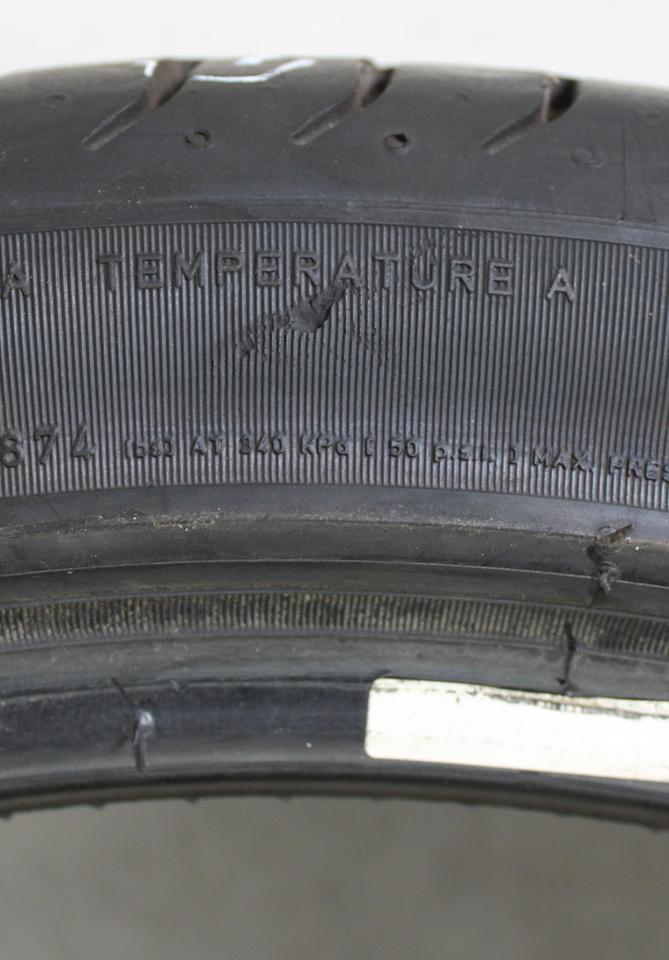 A TEMPERATURE A
874 lbs) AT 340 KPa [ 50 p.s.i. ] MAX. PRES